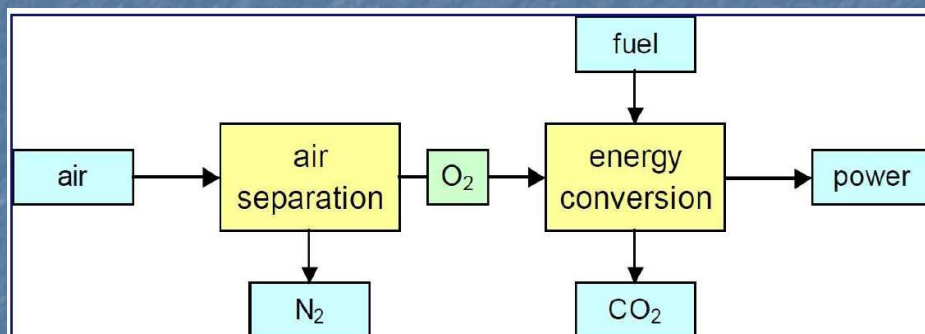 fuel
air
air
separation
O₂
energy
conversion
power
N₂
CO₂